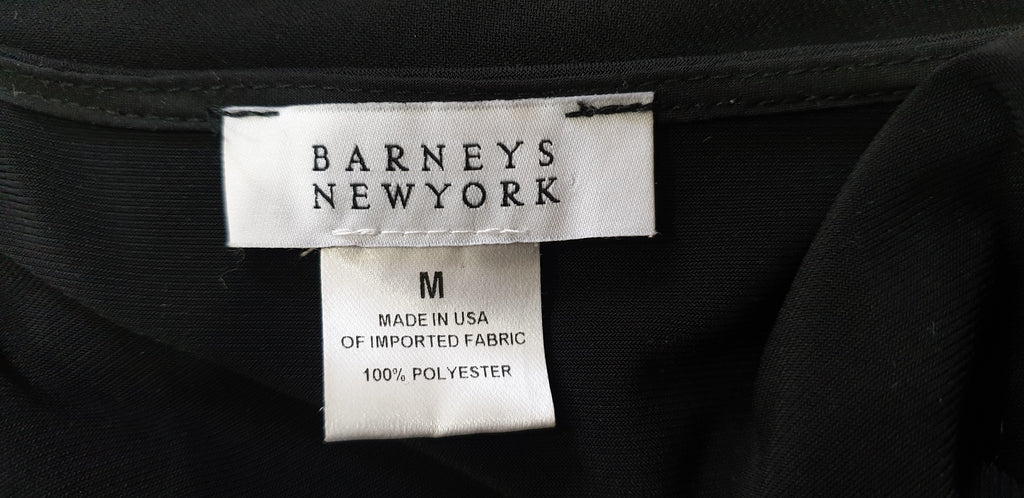 BARNEYS
NEWYORK
M
MADE IN USA
OF IMPORTED FABRIC
100% POLYESTER